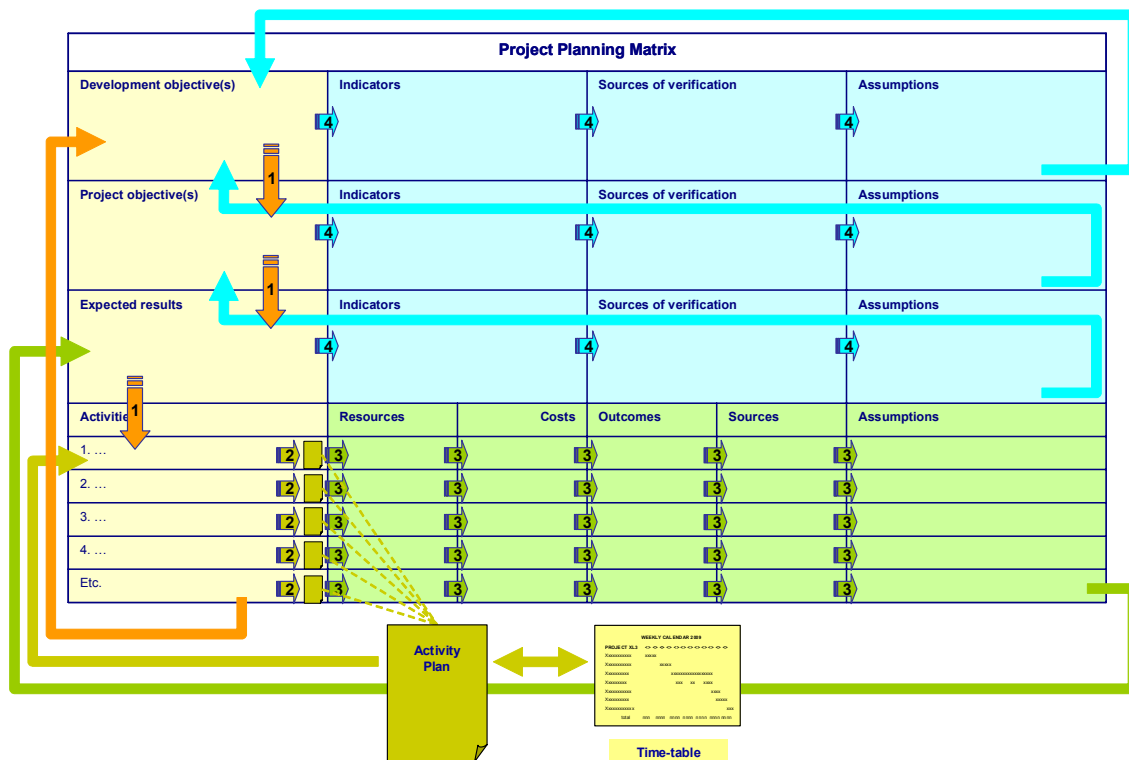 Project Planning Matrix
Development objective(s) Indicators Sources of verification Assumptions
4 4 4
1
Project objective(s) Indicators Sources of verification Assumptions
4 4 4
1
Expected results Indicators Sources of verification Assumptions
4 4 4
1
Activities Resources Costs Outcomes Sources Assumptions
1. … 2 3 3 3 3 3
2. … 2 3 3 3 3 3
3. … 2 3 3 3 3 3
4. … 2 3 3 3 3 3
Etc. 2 3 3 3 3 3
Activity
Plan
WEEKLY CALENDAR 2009
PROJECT XL3
total
Time-table